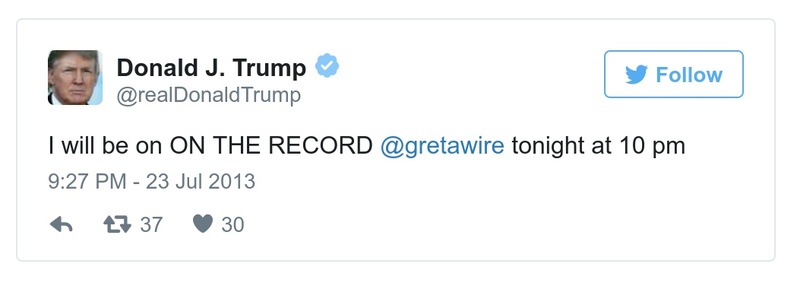 Donald J. Trump
@realDonaldTrump
Follow
I will be on ON THE RECORD @gretawire tonight at 10 pm
9:27 PM - 23 Jul 2013
37 30